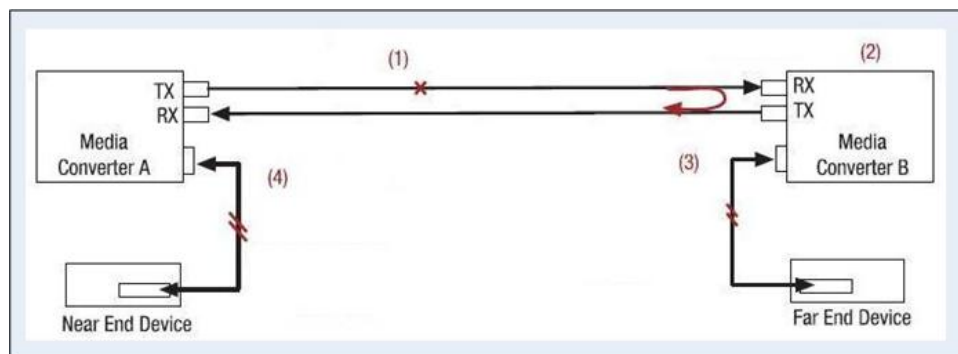 (1)
(2)
TX
RX
Media
Converter A
RX
TX
Media
Converter B
(4)
(3)
Near End Device
Far End Device